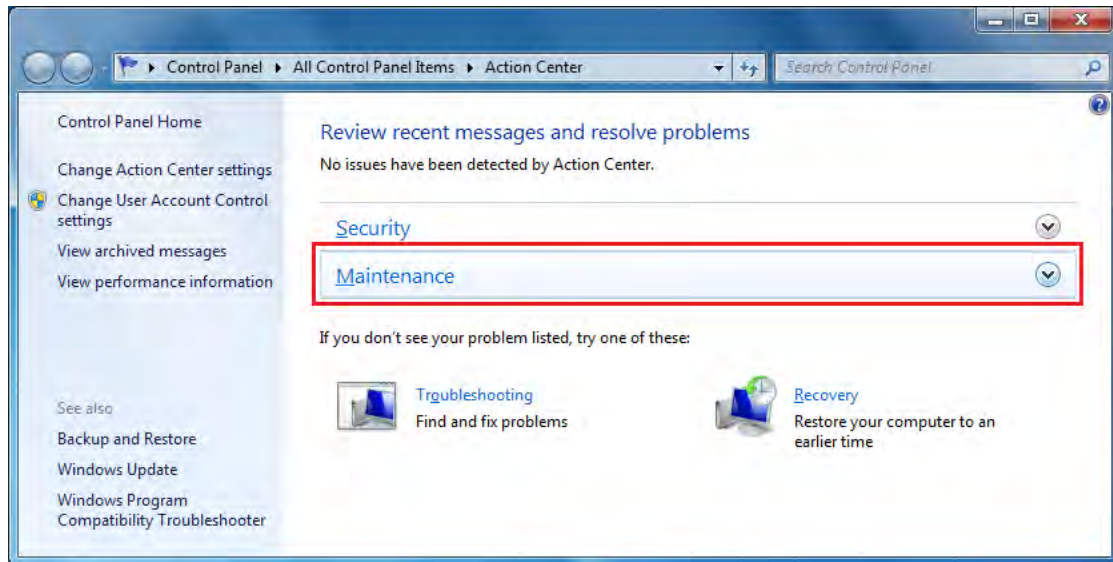 Control Panel ▸ All Control Panel Items ▸ Action Center
Search Control Panel
Control Panel Home
Change Action Center settings
Change User Account Control
settings
View archived messages
View performance information
See also
Backup and Restore
Windows Update
Windows Program
Compatibility Troubleshooter
Review recent messages and resolve problems
No issues have been detected by Action Center.
Security
Maintenance
If you don't see your problem listed, try one of these:
Troubleshooting
Find and fix problems
Recovery
Restore your computer to an
earlier time